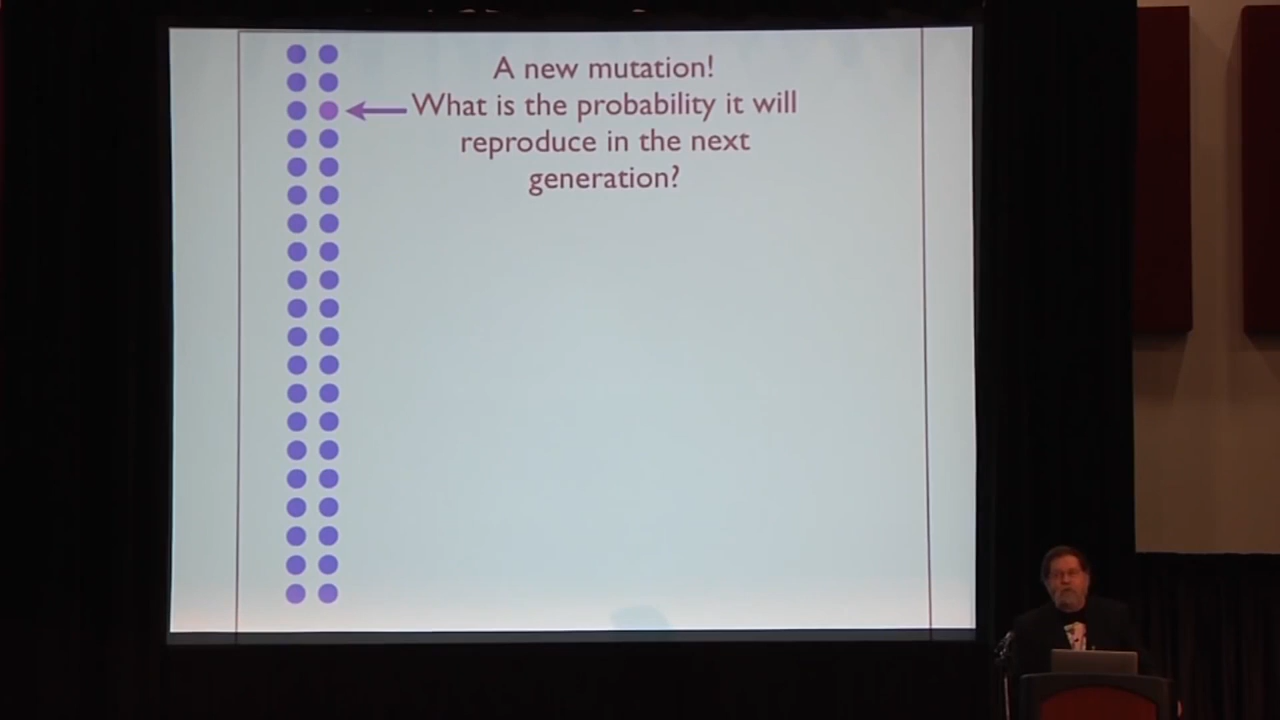 A new mutation!
What is the probability it will
reproduce in the next
generation?